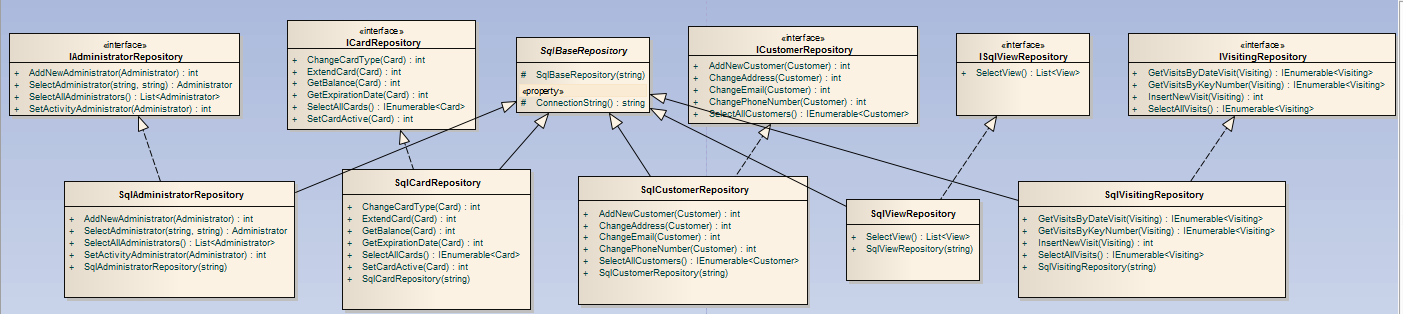 «interface»
IAdministratorRepository
+ AddNewAdministrator(Administrator) : int
+ SelectAdministrator(string, string) : Administrator
+ SelectAllAdministrators() : List<Administrator>
+ SetActivityAdministrator(Administrator) : int
«interface»
ICardRepository
+ ChangeCardType(Card) : int
+ ExtendCard(Card) : int
+ GetBalance(Card) : int
+ GetExpirationDate(Card) : int
+ SelectAllCards() : IEnumerable<Card>
+ SetCardActive(Card) : int
SqlBaseRepository
# SqlBaseRepository(string)
«property»
# ConnectionString() : string
«interface»
ICustomerRepository
+ AddNewCustomer(Customer) : int
+ ChangeAddress(Customer) : int
+ ChangeEmail(Customer) : int
+ ChangePhoneNumber(Customer) : int
+ SelectAllCustomers() : IEnumerable<Customer>
«interface»
ISqlViewRepository
+ SelectView() : List<View>
«interface»
IVisitingRepository
+ GetVisitsByDateVisit(Visiting) : IEnumerable<Visiting>
+ GetVisitsByKeyNumber(Visiting) : IEnumerable<Visiting>
+ InsertNewVisit(Visiting) : int
+ SelectAllVisits() : IEnumerable<Visiting>
SqlAdministratorRepository
+ AddNewAdministrator(Administrator) : int
+ SelectAdministrator(string, string) : Administrator
+ SelectAllAdministrators() : List<Administrator>
+ SetActivityAdministrator(Administrator) : int
+ SqlAdministratorRepository(string)
SqlCardRepository
+ ChangeCardType(Card) : int
+ ExtendCard(Card) : int
+ GetBalance(Card) : int
+ GetExpirationDate(Card) : int
+ SelectAllCards() : IEnumerable<Card>
+ SetCardActive(Card) : int
+ SqlCardRepository(string)
SqlCustomerRepository
+ AddNewCustomer(Customer) : int
+ ChangeAddress(Customer) : int
+ ChangeEmail(Customer) : int
+ ChangePhoneNumber(Customer) : int
+ SelectAllCustomers() : IEnumerable<Customer>
+ SqlCustomerRepository(string)
SqlViewRepository
+ SelectView() : List<View>
+ SqlViewRepository(string)
SqlVisitingRepository
+ GetVisitsByDateVisit(Visiting) : IEnumerable<Visiting>
+ GetVisitsByKeyNumber(Visiting) : IEnumerable<Visiting>
+ InsertNewVisit(Visiting) : int
+ SelectAllVisits() : IEnumerable<Visiting>
+ SqlVisitingRepository(string)